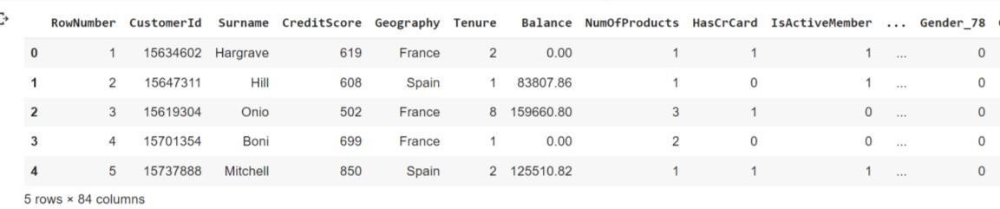 RowNumber CustomerId Surname CreditScore Geography Tenure Balance NumOfProducts HasCrCard IsActiveMember ... Gender_78
0 1 15634602 Hargrave 619 France 2 0.00 1 1 1 ... 0
1 2 15647311 Hill 608 Spain 1 83807.86 1 0 1 ... 0
2 3 15619304 Onio 502 France 8 159660.80 3 1 0 ... 0
3 4 15701354 Boni 699 France 1 0.00 2 0 0 ... 0
4 5 15737888 Mitchell 850 Spain 2 125510.82 1 1 1 ... 0
5 rows × 84 columns